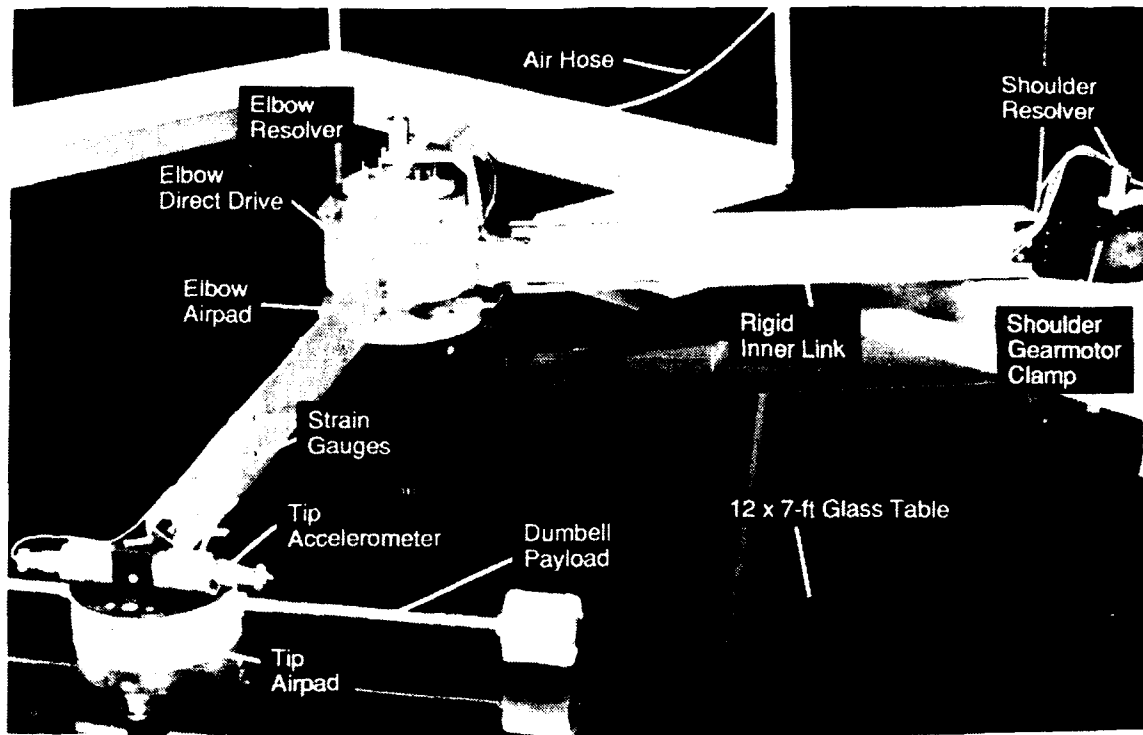 Air Hose
Shoulder
Resolver
Elbow
Resolver
Elbow
Direct Drive
Elbow
Airpad
Rigid
Inner Link
Shoulder
Gearmotor
Clamp
Strain
Gauges
12 x 7-ft Glass Table
Tip
Accelerometer
Dumbell
Payload
Tip
Airpad